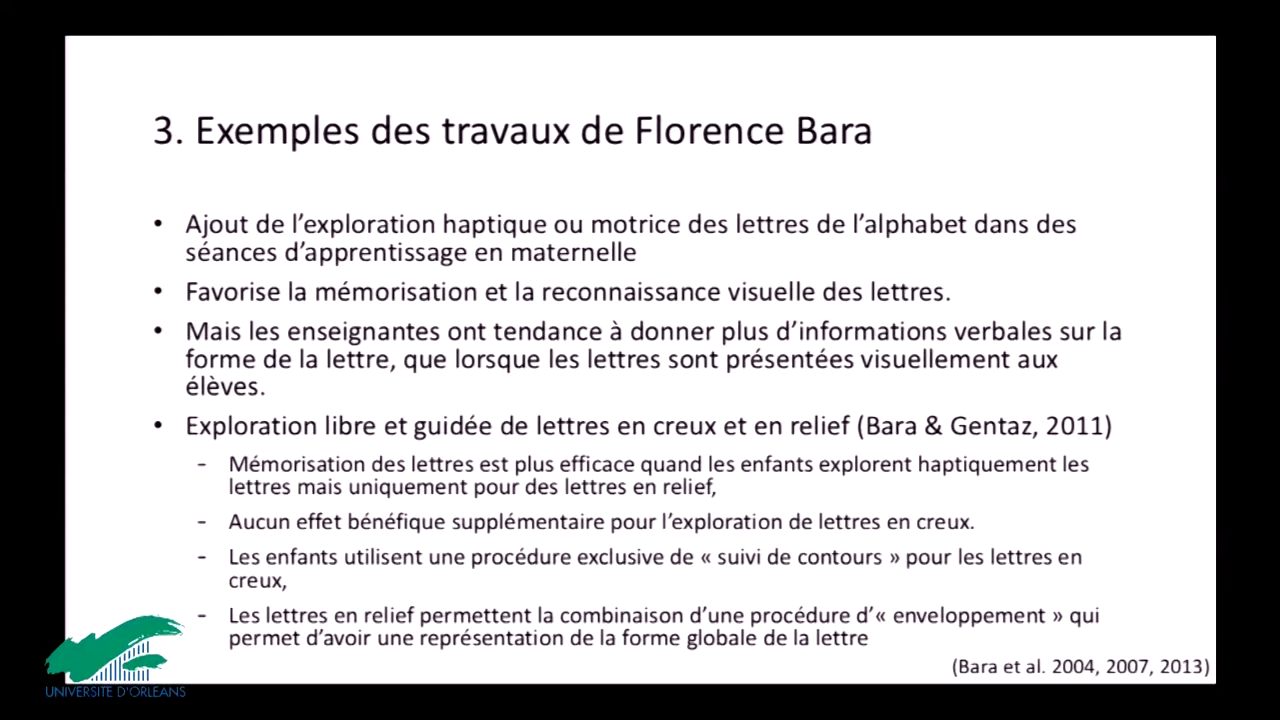 3. Exemples des travaux de Florence Bara
• Ajout de l’exploration haptique ou motrice des lettres de l’alphabet dans des
séances d’apprentissage en maternelle
• Favorise la mémorisation et la reconnaissance visuelle des lettres.
• Mais les enseignantes ont tendance à donner plus d’informations verbales sur la
forme de la lettre, que lorsque les lettres sont présentées visuellement aux
élèves.
• Exploration libre et guidée de lettres en creux et en relief (Bara & Gentaz, 2011)
- Mémorisation des lettres est plus efficace quand les enfants explorent haptiquement les
lettres mais uniquement pour des lettres en relief,
- Aucun effet bénéfique supplémentaire pour l’exploration de lettres en creux.
- Les enfants utilisent une procédure exclusive de « suivi de contours » pour les lettres en
creux,
- Les lettres en relief permettent la combinaison d’une procédure d’« enveloppement » qui
permet d’avoir une représentation de la forme globale de la lettre
(Bara et al. 2004, 2007, 2013)
UNIVERSITE D'ORLEANS